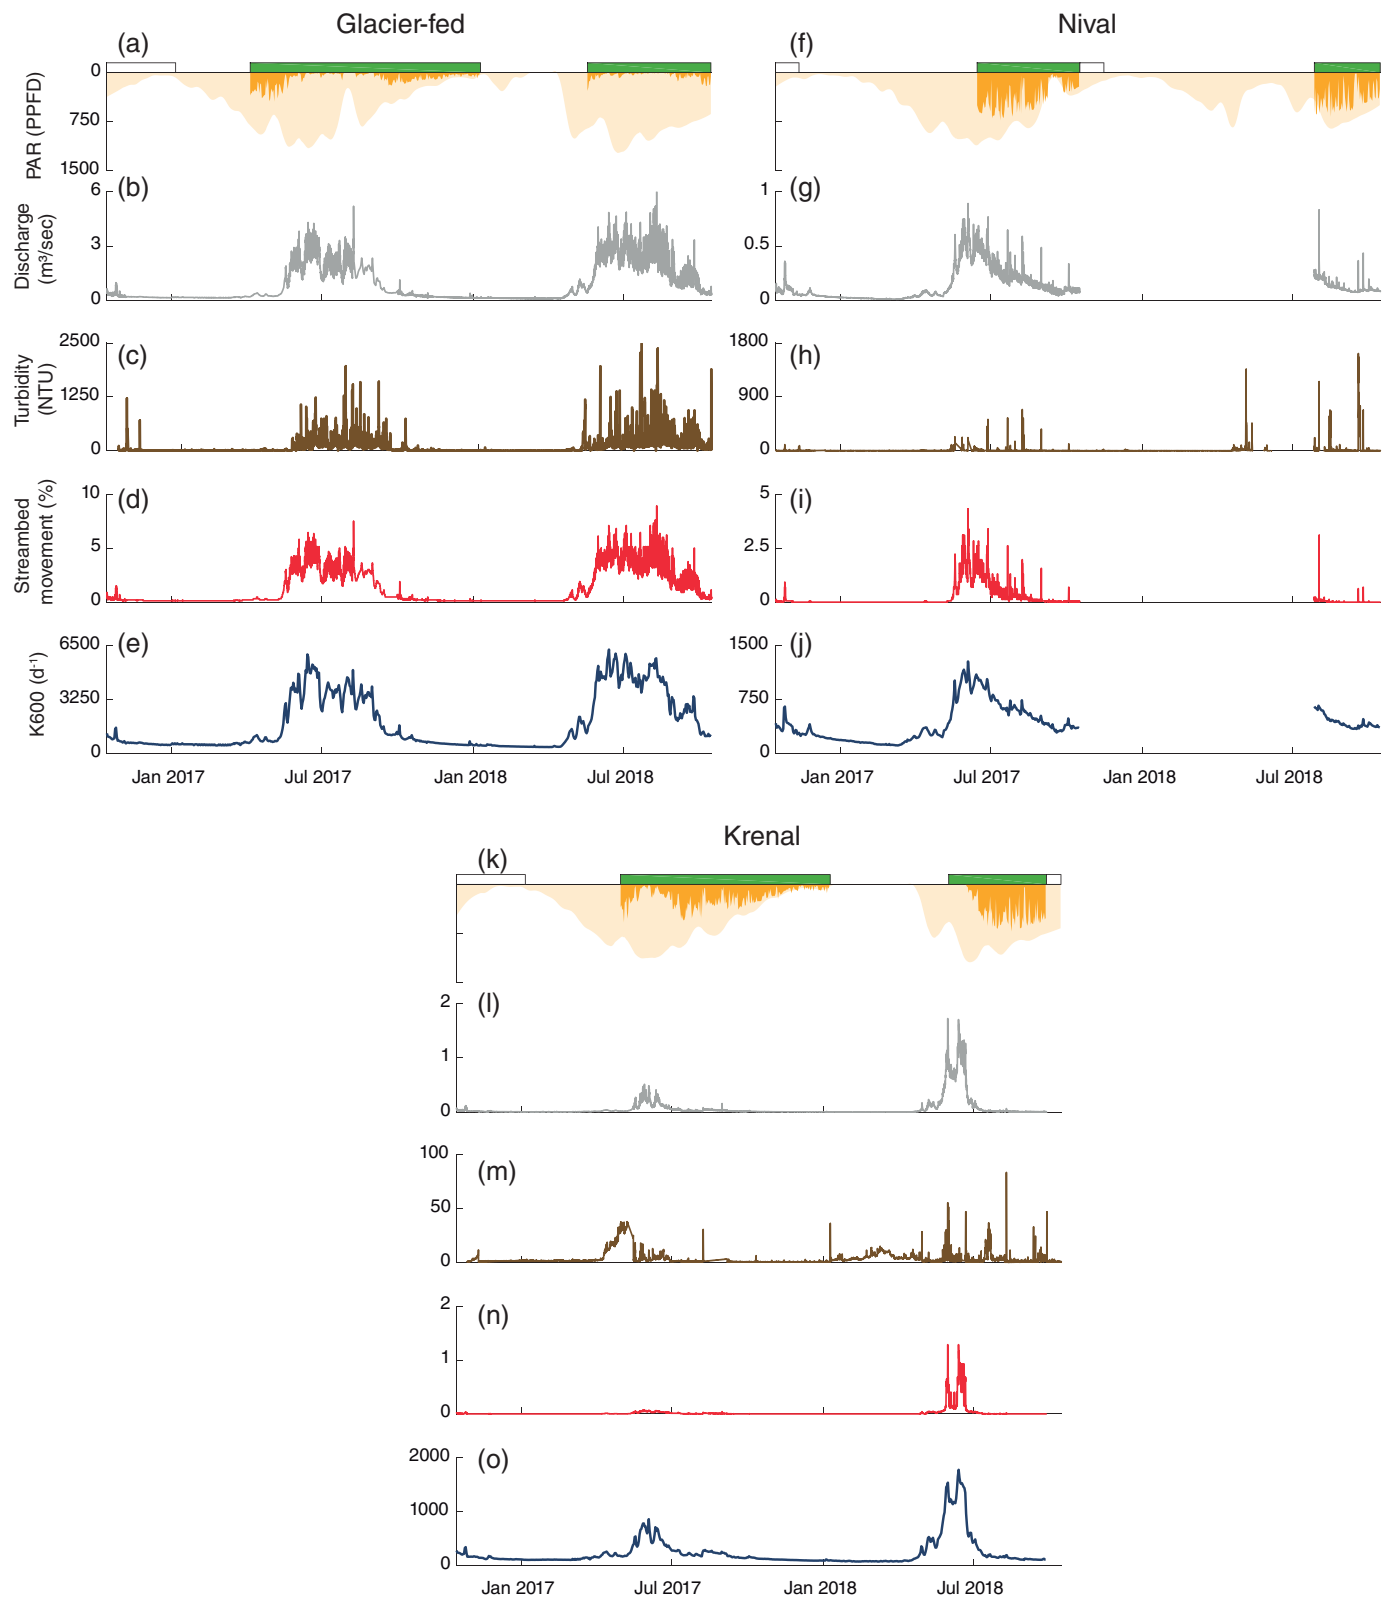 Glacier-fed
Nival
(a)
(f)
PAR (PPFD)
0
750
1500
(b)
(g)
Discharge
(m³/sec)
6
3
0
1
0.5
0
(c)
(h)
Turbidity
(NTU)
2500
1250
0
1800
900
0
(d)
(i)
Streambed
movement (%)
10
5
0
5
2.5
0
(e)
(j)
K600 (d⁻¹)
6500
3250
0
1500
750
0
Jan 2017 Jul 2017 Jan 2018 Jul 2018
Jan 2017 Jul 2017 Jan 2018 Jul 2018
Krenal
(k)
(l)
2
1
0
(m)
100
50
0
(n)
2
1
0
(o)
2000
1000
0
Jan 2017 Jul 2017 Jan 2018 Jul 2018